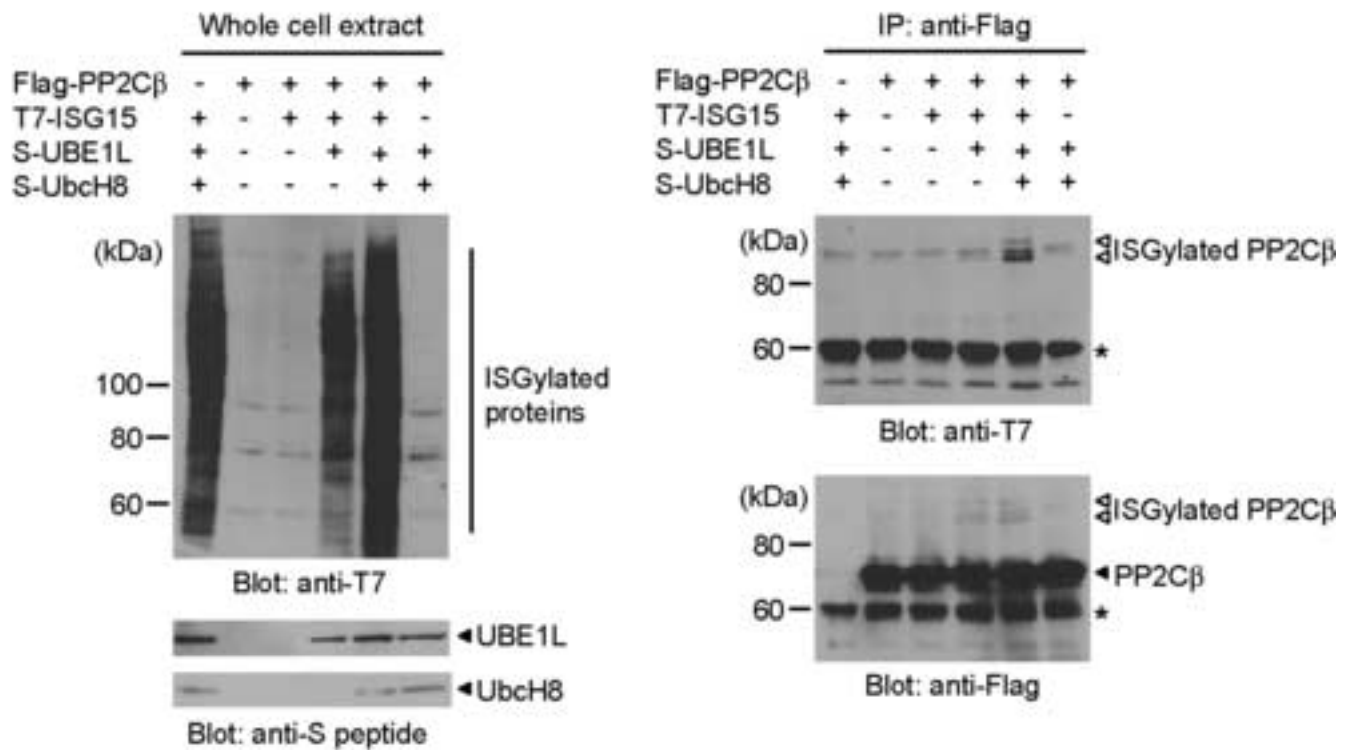 Whole cell extract
Flag-PP2Cβ - + + + + +
T7-ISG15 + - + + + -
S-UBE1L + - - + + +
S-UbcH8 + - - - + +
(kDa)
100
80
60
ISGylated
proteins
Blot: anti-T7
UBE1L
UbcH8
Blot: anti-S peptide
IP: anti-Flag
Flag-PP2Cβ - + + + + +
T7-ISG15 + - + + + -
S-UBE1L + - - + + +
S-UbcH8 + - - - + +
(kDa)
ISGylated PP2Cβ
80
60
*
Blot: anti-T7
(kDa)
ISGylated PP2Cβ
80
PP2Cβ
60
*
Blot: anti-Flag